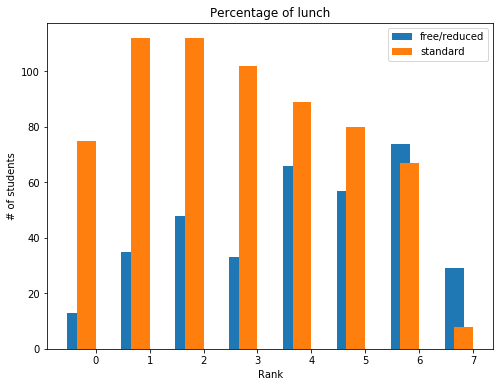 Percentage of lunch
free/reduced
standard
# of students
100
80
60
40
20
0
0 1 2 3 4 5 6 7
Rank